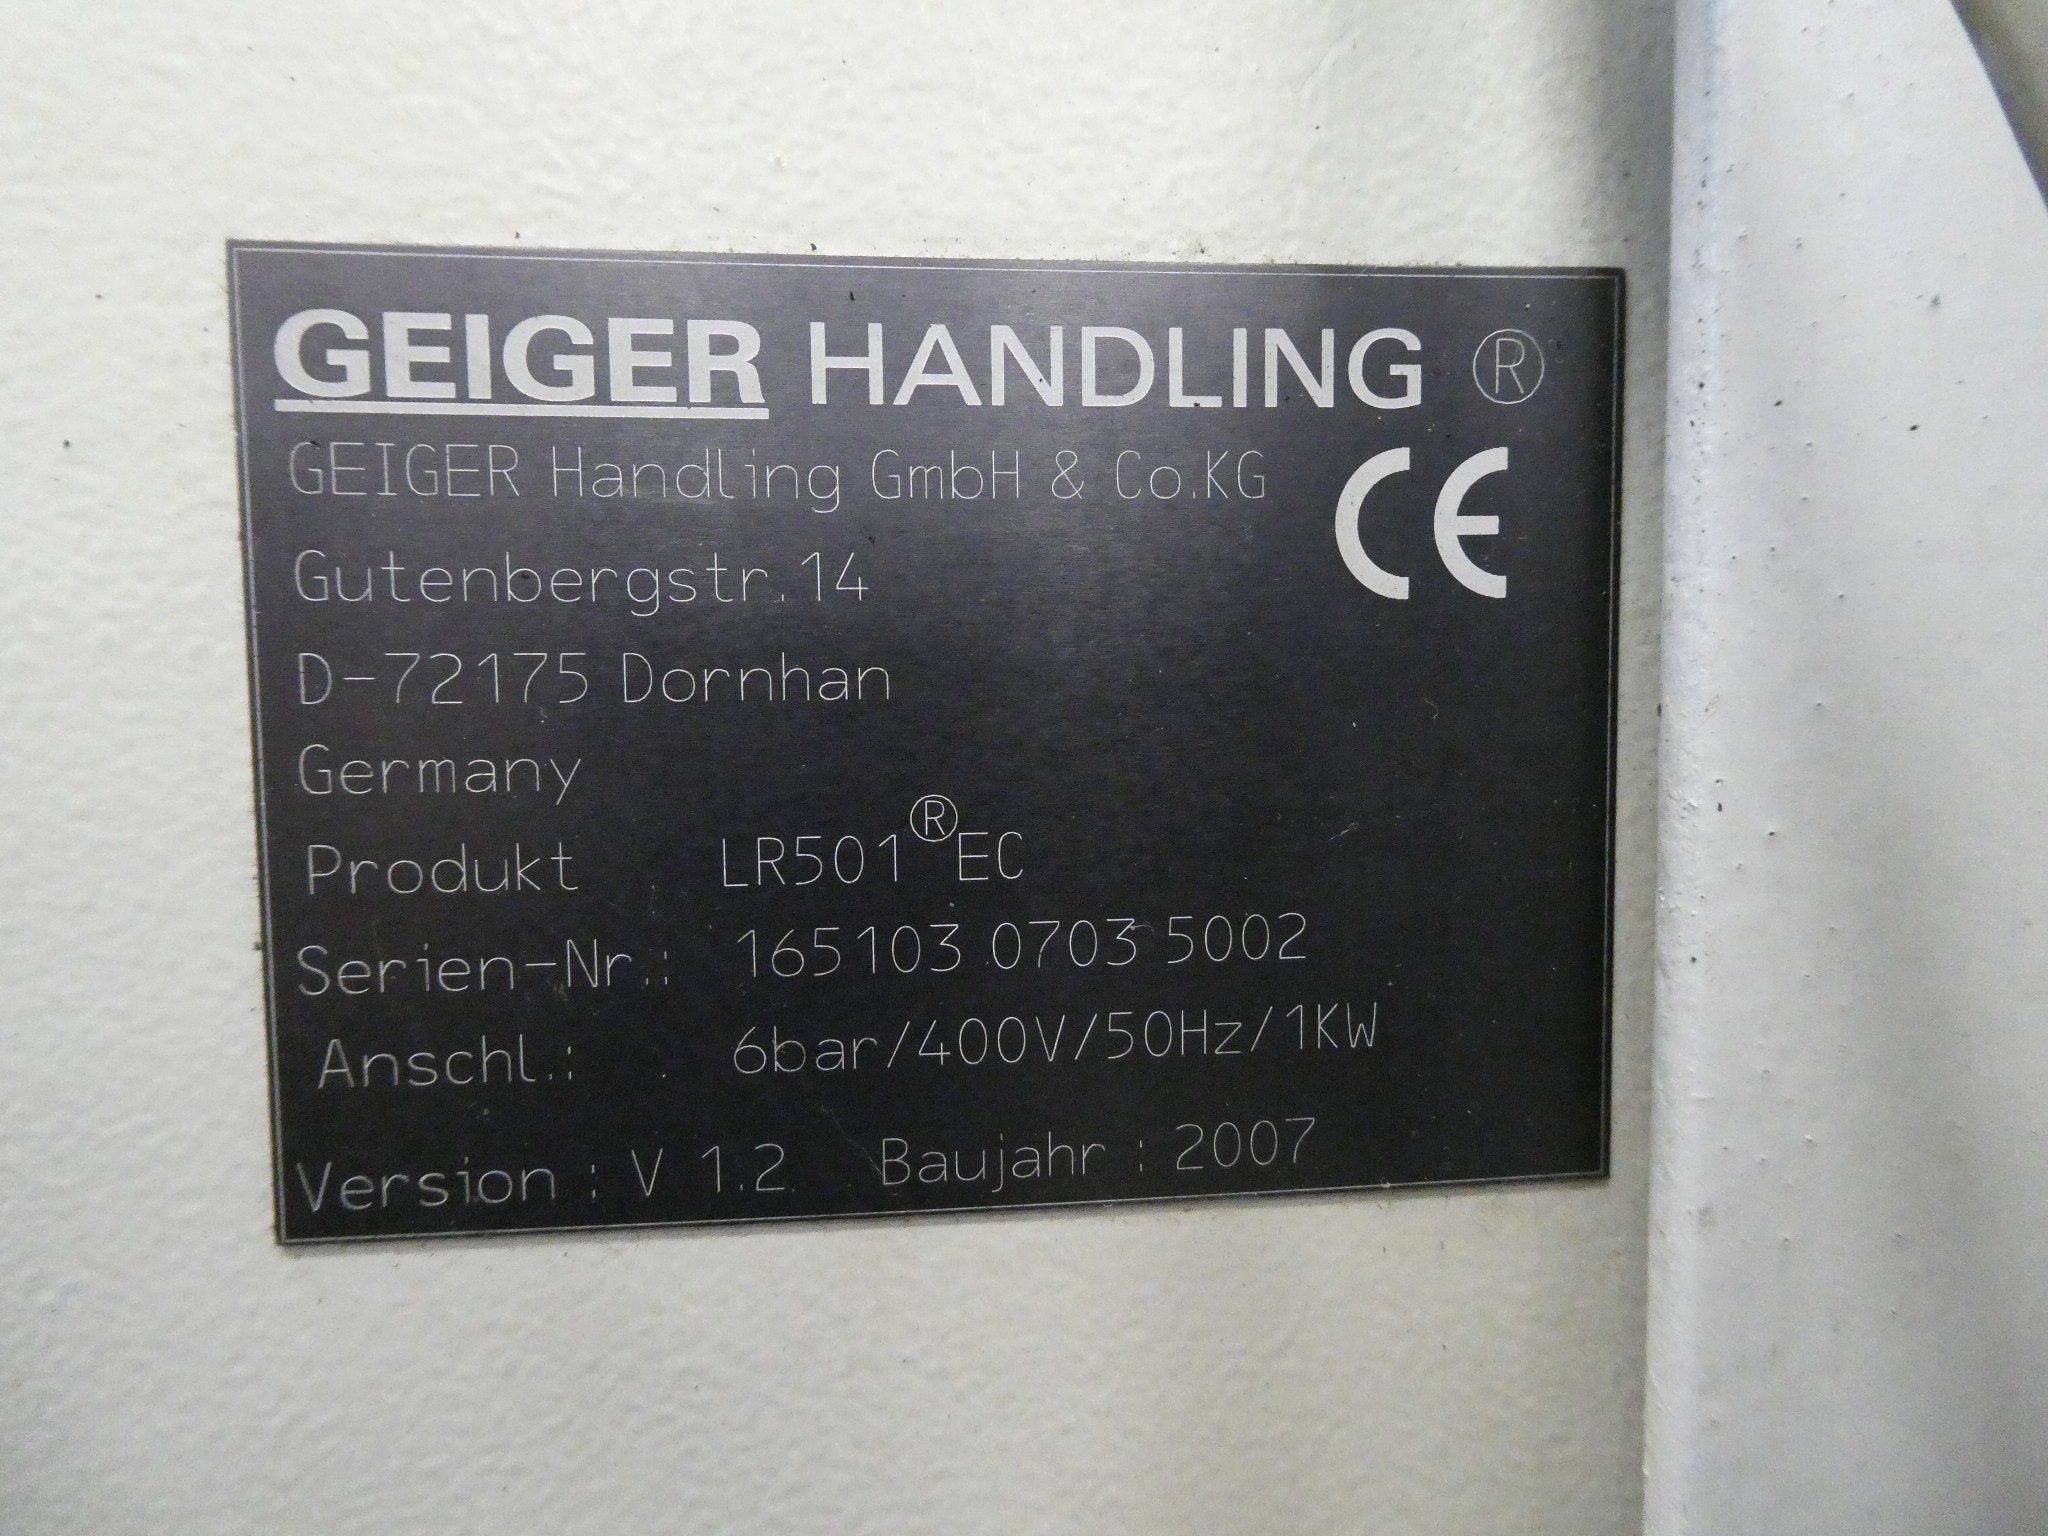 GEIGER HANDLING ®
GEIGER Handling GmbH & Co.KG CE
Gutenbergstr.14
D-72175 Dornhan
Germany
Produkt LR501® EC
Serien-Nr.: 165103 0703 5002
Anschl.: 6bar/400V/50Hz/1KW
Version : V 1.2 Baujahr : 2007